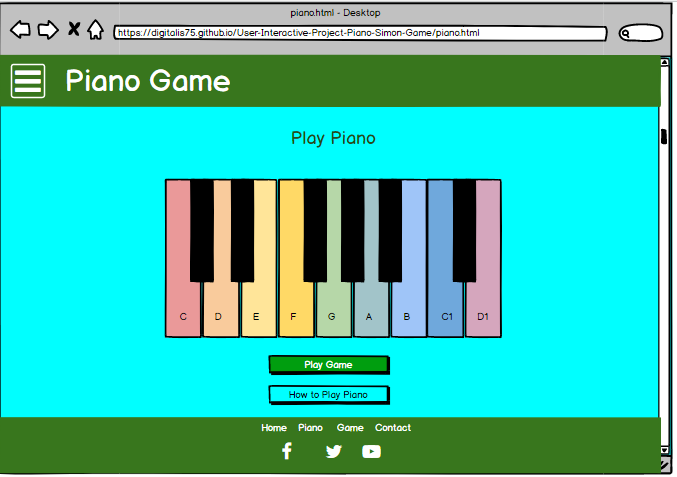 piano.html - Desktop
https://digitalis75.github.io/User-Interactive-Project-Piano-Simon-Game/piano.html
Piano Game
Play Piano
C D E F G A B C1 D1
Play Game
How to Play Piano
Home Piano Game Contact